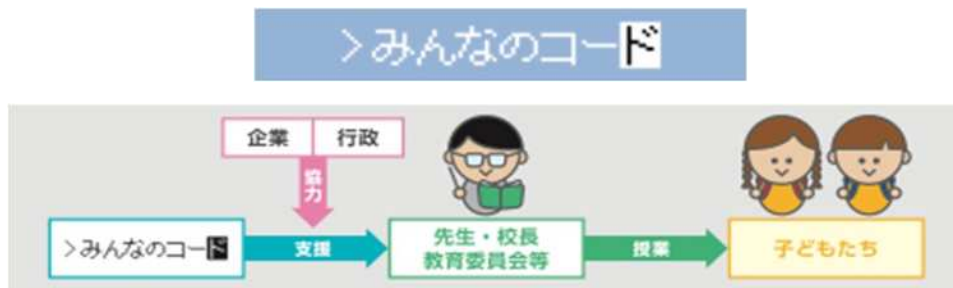 >みんなのコード
企業 行政
協力
>みんなのコード
支援
先生・校長
教育委員会等
授業
子どもたち